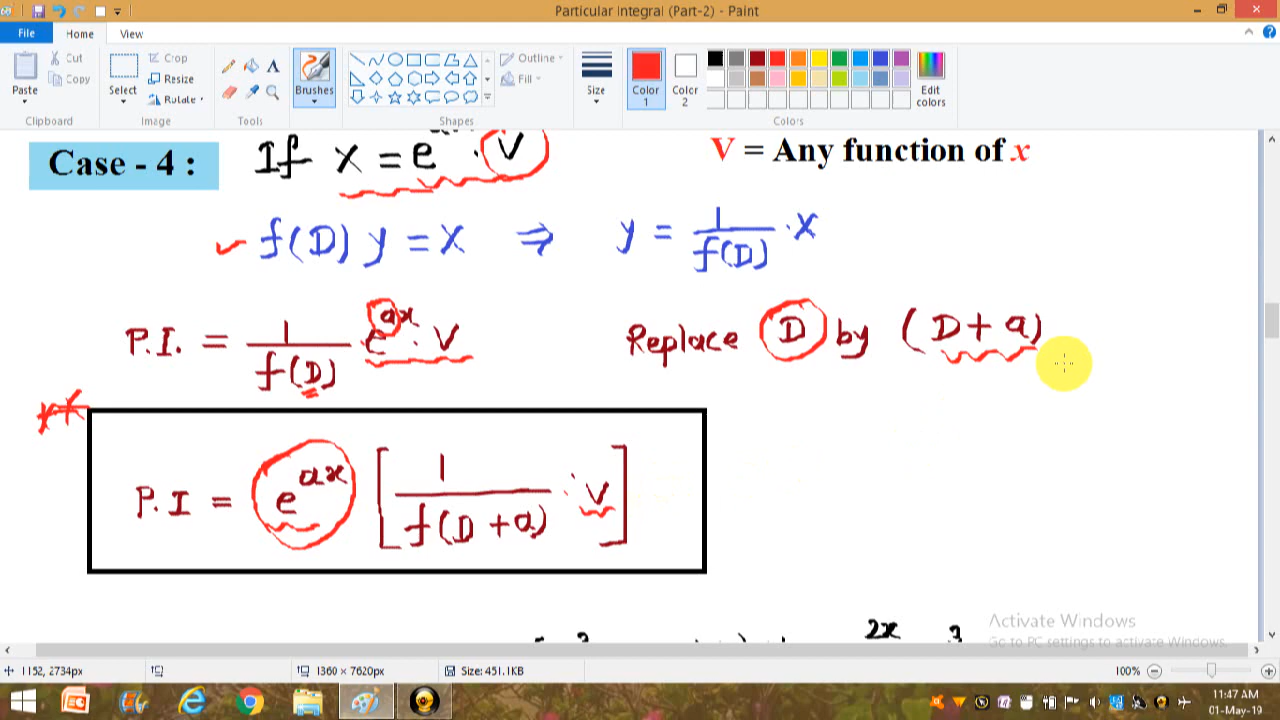 Particular Integral (Part-2) - Paint
File Home View
Paste Cut Copy Select Crop Resize Rotate Brushes Outline Fill Size Color 1 Color 2 Edit colors
Clipboard Image Tools Shapes Colors
Case - 4 : If X = e^ax . V V = Any function of x
f(D) y = X ⇒ y = 1/f(D) . X
P.I. = 1/f(D) . e^ax . V Replace D by (D + a)
P.I = e^ax [ 1/f(D + a) . V ]
2x 3
Activate Windows
Go to PC settings to activate Windows.
1152, 2734px 1360 × 7620px Size: 451.1KB 100%
11:47 AM
01-May-19